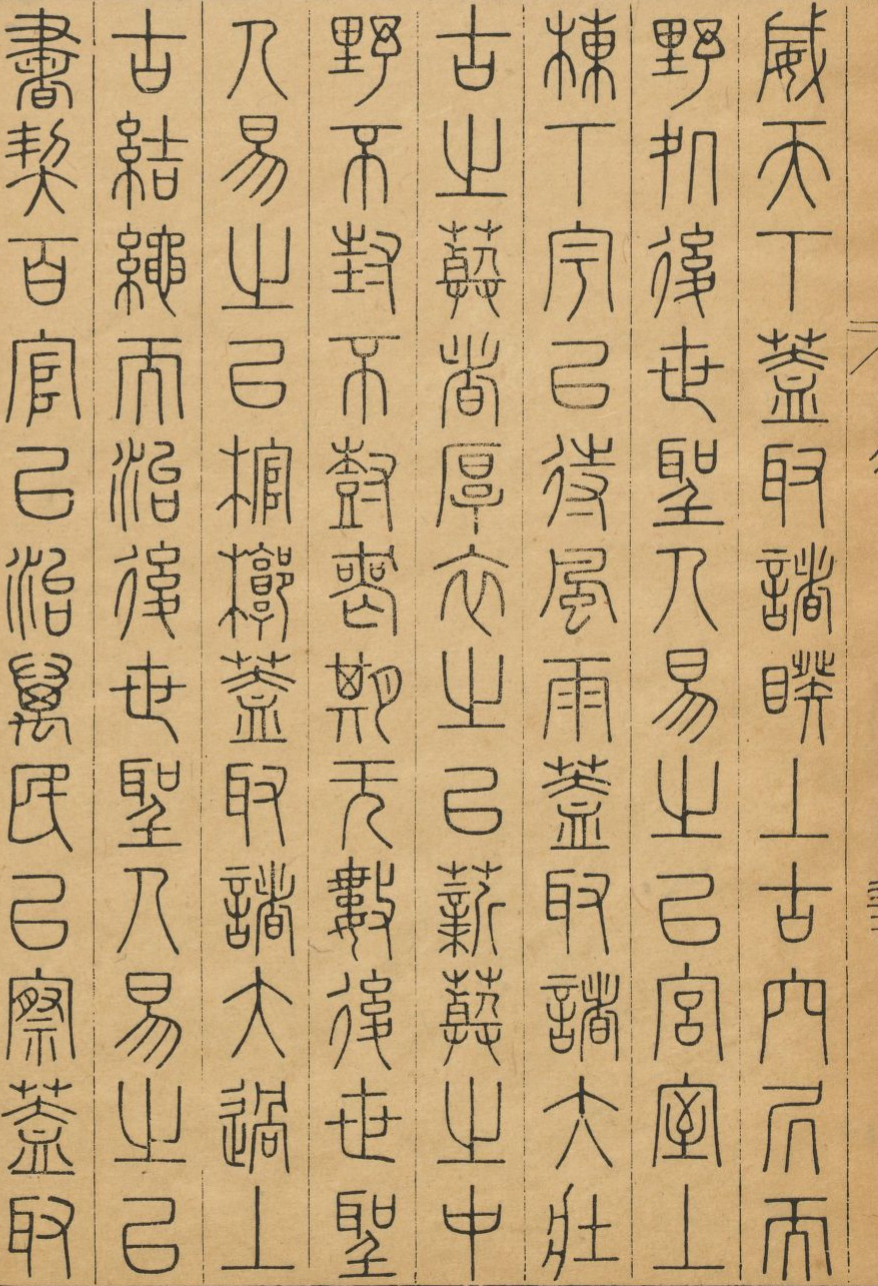 威天下蓋取諸睽上古穴凥而
野処後世聖人易之以宮室上
棟下宇以待風雨蓋取諸大壯
古之葬者厚衣之以薪葬之中
野不封不樹喪期无數後世聖
人易之以棺槨蓋取諸大過上
古結繩而治後世聖人易之以
書契百官以治萬民以察蓋取